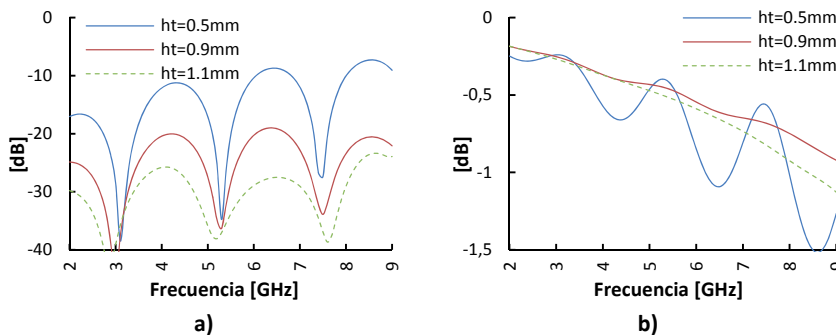 0
-10
-20
-30
-40
[dB]
2
3
4
5
6
7
8
9
Frecuencia [GHz]
ht=0.5mm
ht=0.9mm
ht=1.1mm
a)
0
-0,5
-1
-1,5
[dB]
2
3
4
5
6
7
8
9
Frecuencia [GHz]
ht=0.5mm
ht=0.9mm
ht=1.1mm
b)